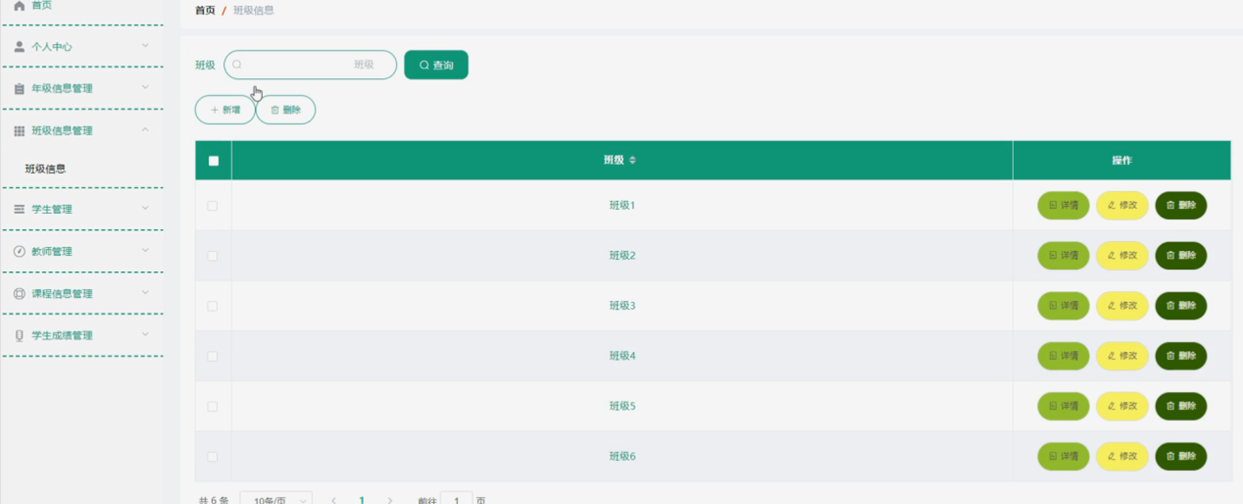 首页
个人中心
年级信息管理
班级信息管理
班级信息
学生管理
教师管理
课程信息管理
学生成绩管理
首页 / 班级信息
班级 班级 查询
+ 新增 删除
班级 操作
班级1 详情 修改 删除
班级2 详情 修改 删除
班级3 详情 修改 删除
班级4 详情 修改 删除
班级5 详情 修改 删除
班级6 详情 修改 删除
共 6 条 10条/页 < 1 > 前往 1 页